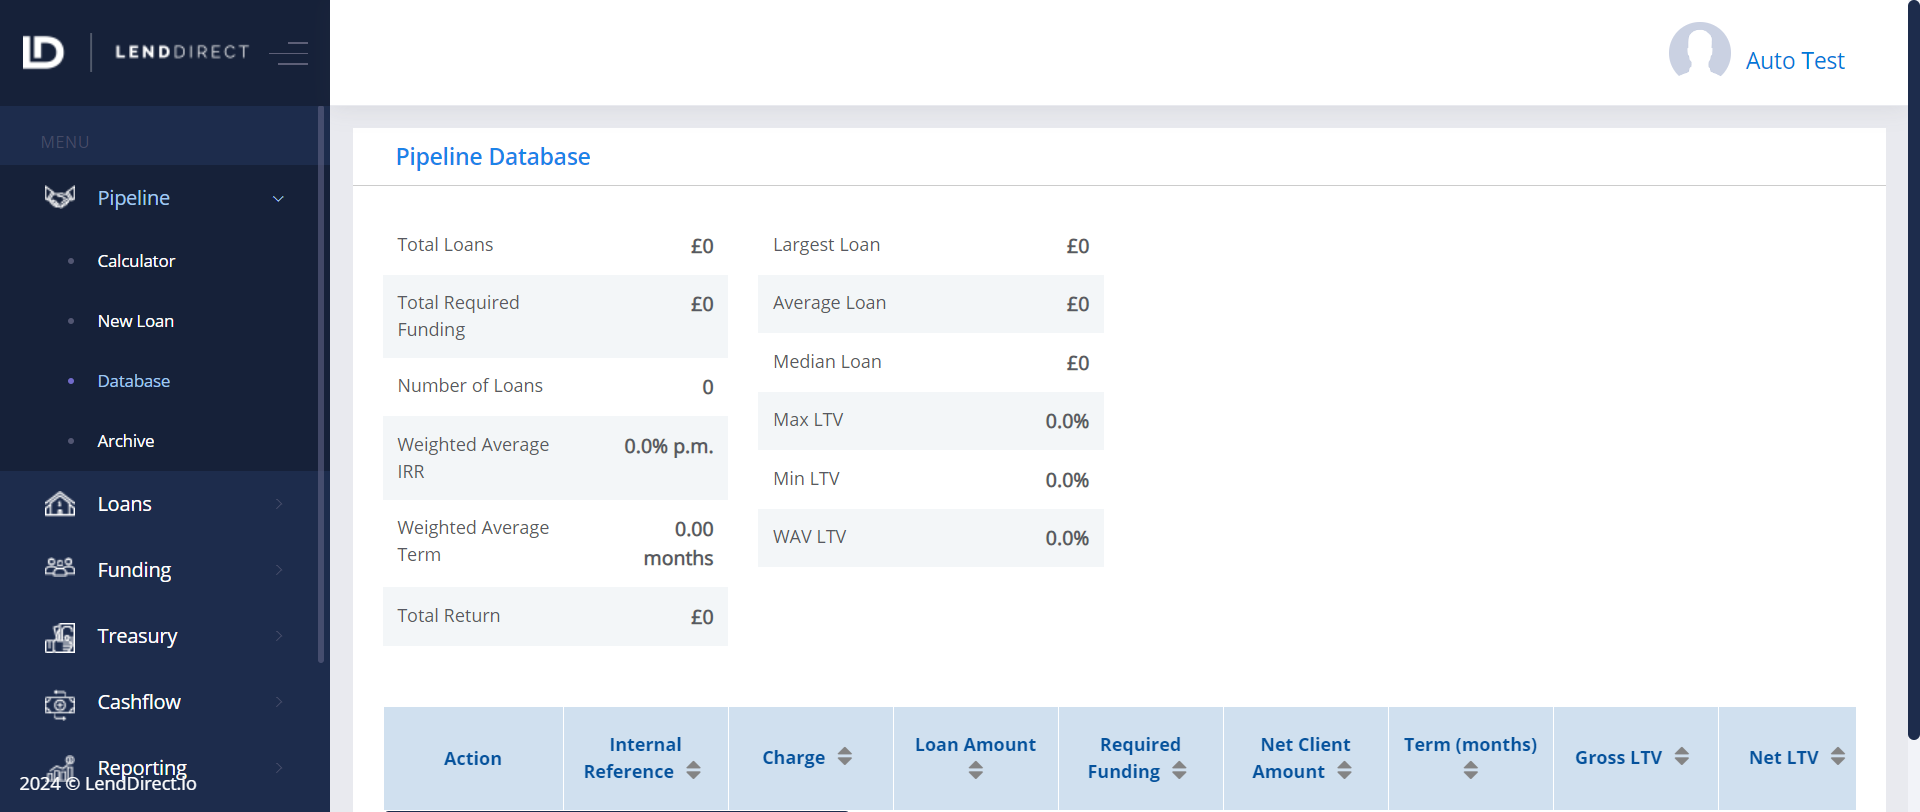 LENDDIRECT
Auto Test
MENU
Pipeline
Calculator
New Loan
Database
Archive
Loans
Funding
Treasury
Cashflow
Reporting
2024 © LendDirect.io
Pipeline Database
Total Loans £0
Total Required
Funding
£0
Number of Loans 0
Weighted Average
IRR
0.0% p.m.
Weighted Average
Term
0.00
months
Total Return £0
Largest Loan £0
Average Loan £0
Median Loan £0
Max LTV 0.0%
Min LTV 0.0%
WAV LTV 0.0%
Action
Internal
Reference
Charge
Loan Amount
Required
Funding
Net Client
Amount
Term (months)
Gross LTV
Net LTV